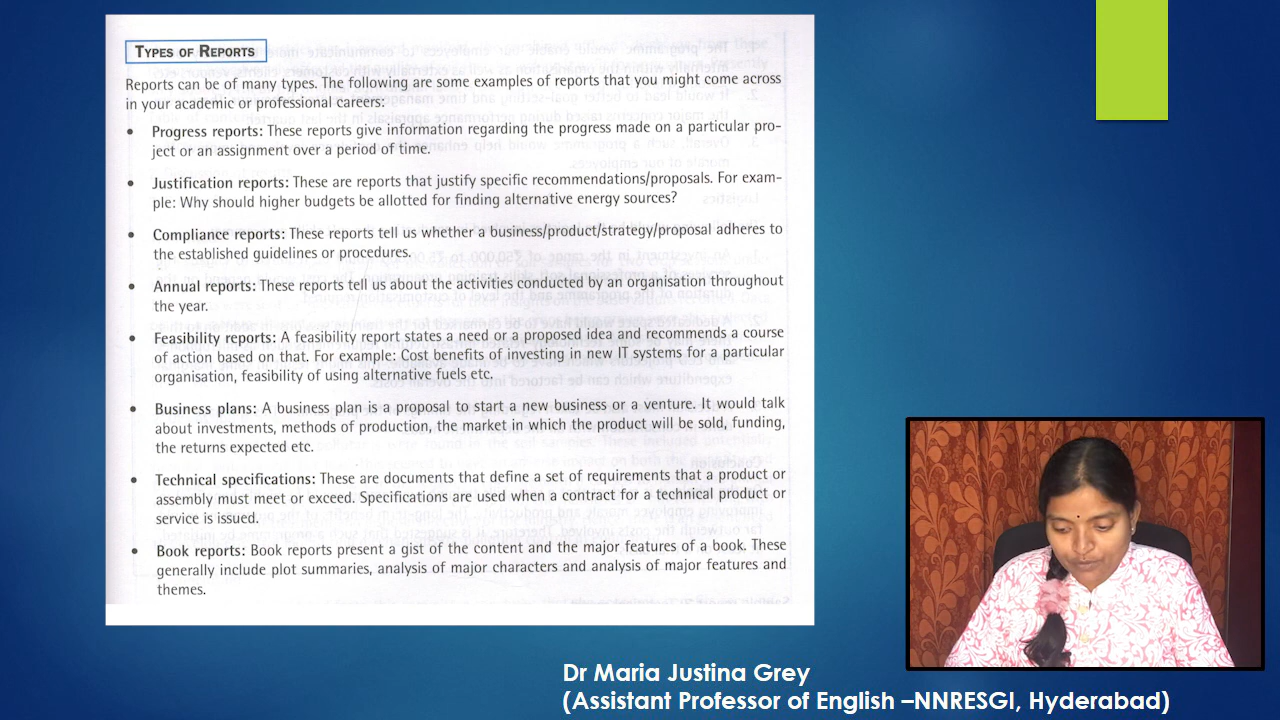 TYPES OF REPORTS
Reports can be of many types. The following are some examples of reports that you might come across
in your academic or professional careers:
• Progress reports: These reports give information regarding the progress made on a particular pro-
ject or an assignment over a period of time.
• Justification reports: These are reports that justify specific recommendations/proposals. For exam-
ple: Why should higher budgets be allotted for finding alternative energy sources?
• Compliance reports: These reports tell us whether a business/product/strategy/proposal adheres to
the established guidelines or procedures.
• Annual reports: These reports tell us about the activities conducted by an organisation throughout
the year.
• Feasibility reports: A feasibility report states a need or a proposed idea and recommends a course
of action based on that. For example: Cost benefits of investing in new IT systems for a particular
organisation, feasibility of using alternative fuels etc.
• Business plans: A business plan is a proposal to start a new business or a venture. It would talk
about investments, methods of production, the market in which the product will be sold, funding,
the returns expected etc.
• Technical specifications: These are documents that define a set of requirements that a product or
assembly must meet or exceed. Specifications are used when a contract for a technical product or
service is issued.
• Book reports: Book reports present a gist of the content and the major features of a book. These
generally include plot summaries, analysis of major characters and analysis of major features and
themes.
Dr Maria Justina Grey
(Assistant Professor of English –NNRESGI, Hyderabad)